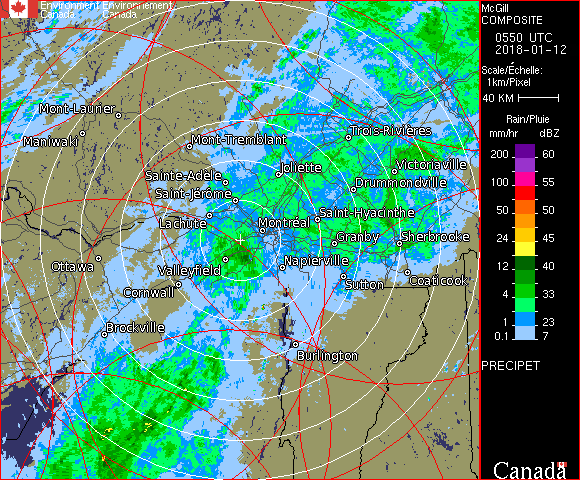 Environment Environnement
Canada Canada
McGill
COMPOSITE
0550 UTC
2018-01-12
Scale/Échelle:
1km/Pixel
40 KM
Rain/Pluie
mm/hr dBZ
200 60
100 55
50 50
24 45
12 40
4 33
1 23
0.1 7
PRECIPET
Canada
Mont-Laurier
Maniwaki
Mont-Tremblant
Trois-Rivières
Joliette
Victoriaville
Sainte-Adèle
Drummondville
Saint-Jérôme
Saint-Hyacinthe
Lachute
Montréal
Granby
Sherbrooke
Ottawa
Valleyfield
Napierville
Cornwall
Sutton
Coaticook
Brockville
Burlington